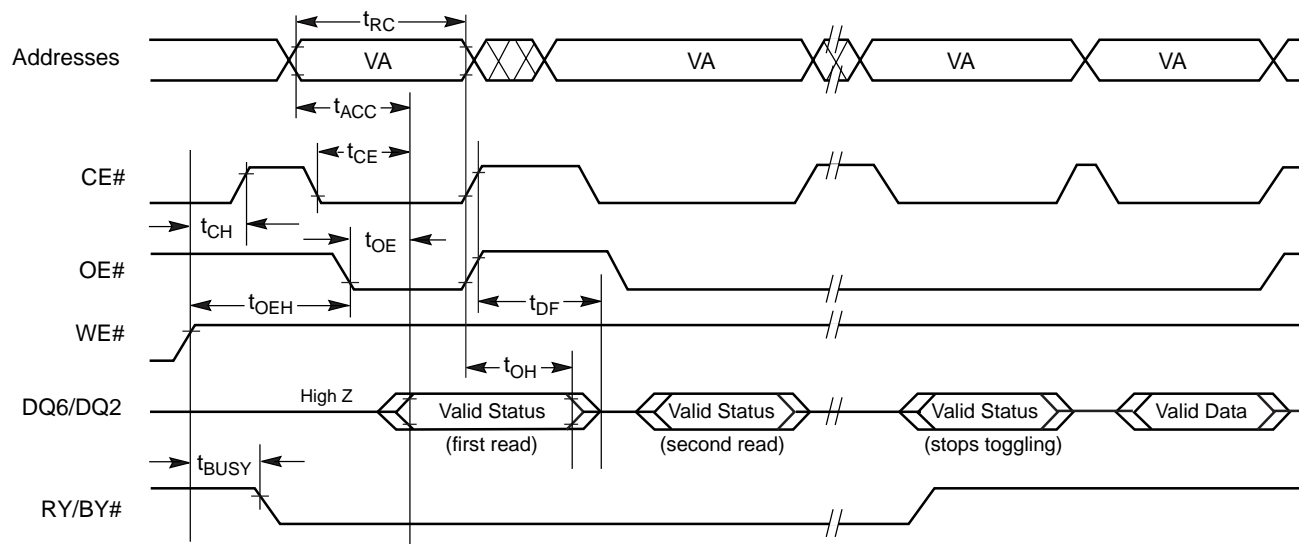 tRC
Addresses VA VA VA VA
tACC
tCE
CE#
tCH tOE
OE#
tOEH tDF
WE#
tOH
High Z
DQ6/DQ2 Valid Status Valid Status Valid Status Valid Data
(first read) (second read) (stops toggling)
tBUSY
RY/BY#